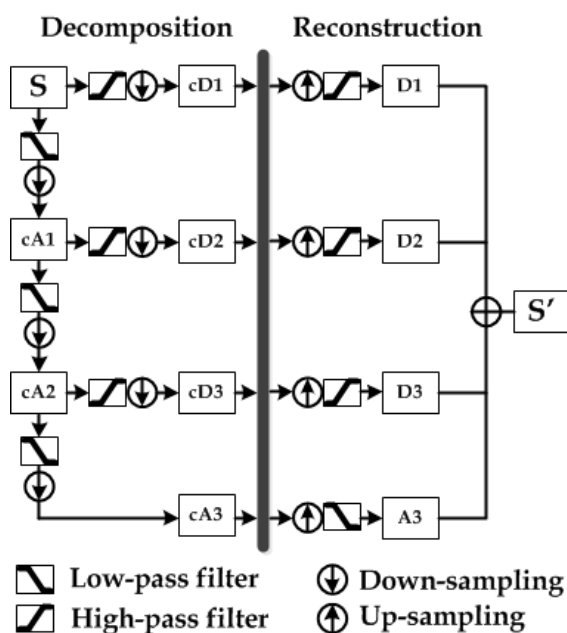 Decomposition Reconstruction
S cD1 D1
cA1 cD2 D2
S'
cA2 cD3 D3
cA3 A3
Low-pass filter Down-sampling
High-pass filter Up-sampling